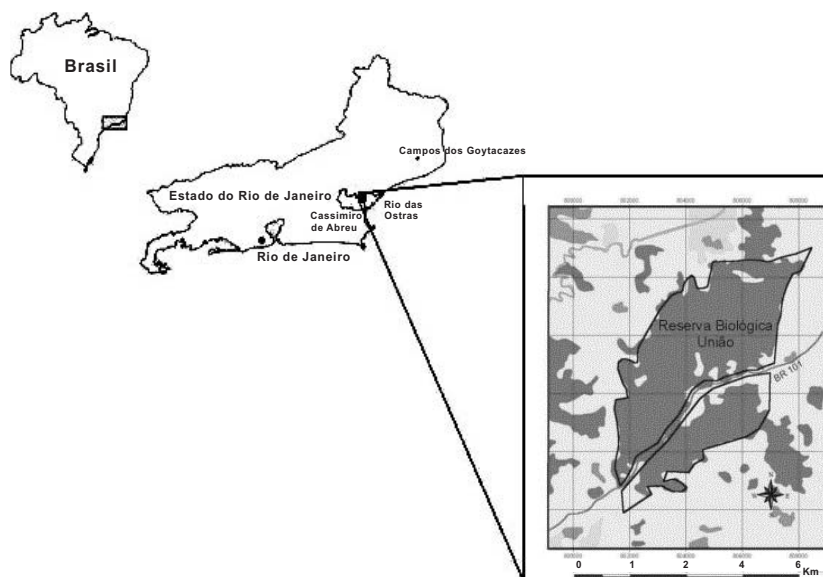 Brasil
Campos dos Goytacazes
Estado do Rio de Janeiro
Rio das
Ostras
Cassimiro
de Abreu
Rio de Janeiro
Reserva Biológica
União
BR 101
0 1 2 4 6
Km